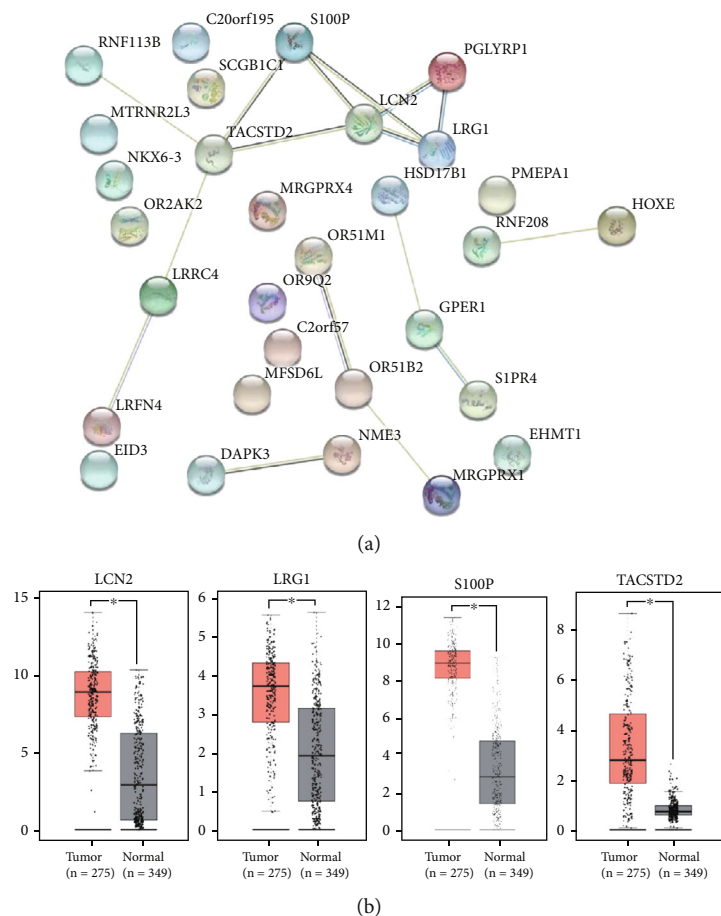 C20orf195
S100P
RNF113B
PGLYRP1
SCGB1C1
LCN2
MTRNR2L3
TACSTD2
LRG1
NKX6-3
HSD17B1
PMEPA1
MRGPRX4
HOXE
OR2AK2
RNF208
OR51M1
LRRC4
OR9Q2
GPER1
C2orf57
OR51B2
S1PR4
MFSD6L
LRFN4
NME3
EHMT1
EID3
DAPK3
MRGPRX1
(a)
LCN2
LRG1
S100P
TACSTD2
15
10
5
0
*
Tumor
(n = 275)
Normal
(n = 349)
6
5
4
3
2
1
0
*
Tumor
(n = 275)
Normal
(n = 349)
12
10
8
6
4
2
0
*
Tumor
(n = 275)
Normal
(n = 349)
8
6
4
2
0
*
Tumor
(n = 275)
Normal
(n = 349)
(b)